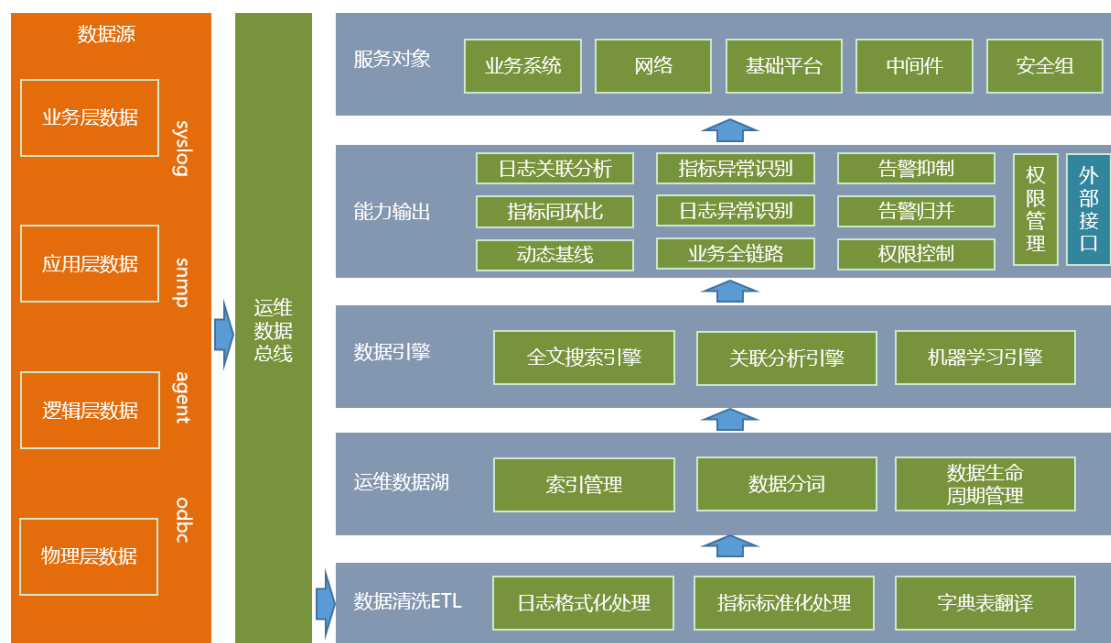 数据源
业务层数据
syslog
应用层数据
snmp
逻辑层数据
agent
odbc
物理层数据
运维
数据
总线
服务对象
业务系统
网络
基础平台
中间件
安全组
能力输出
日志关联分析
指标异常识别
告警抑制
指标同环比
日志异常识别
告警归并
动态基线
业务全链路
权限控制
权限管理
外部接口
数据引擎
全文搜索引擎
关联分析引擎
机器学习引擎
运维数据湖
索引管理
数据分词
数据生命
周期管理
数据清洗ETL
日志格式化处理
指标标准化处理
字典表翻译